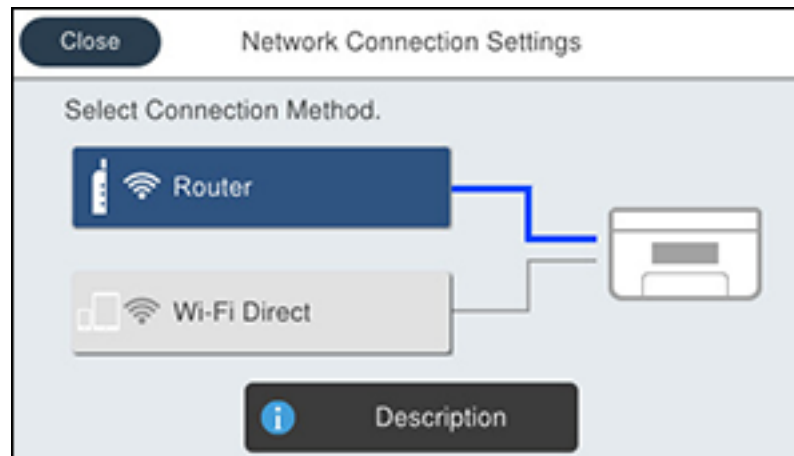 Close
Network Connection Settings
Select Connection Method.
Router
Wi-Fi Direct
Description